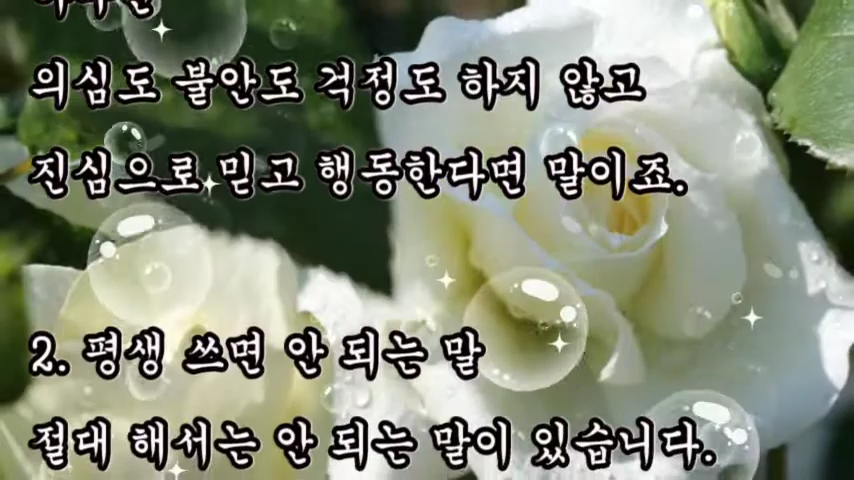 의심도 불안도 걱정도 하지 않고
진심으로 믿고 행동한다면 말이죠.
2. 평생 쓰면 안 되는 말
절대 해서는 안 되는 말이 있습니다.